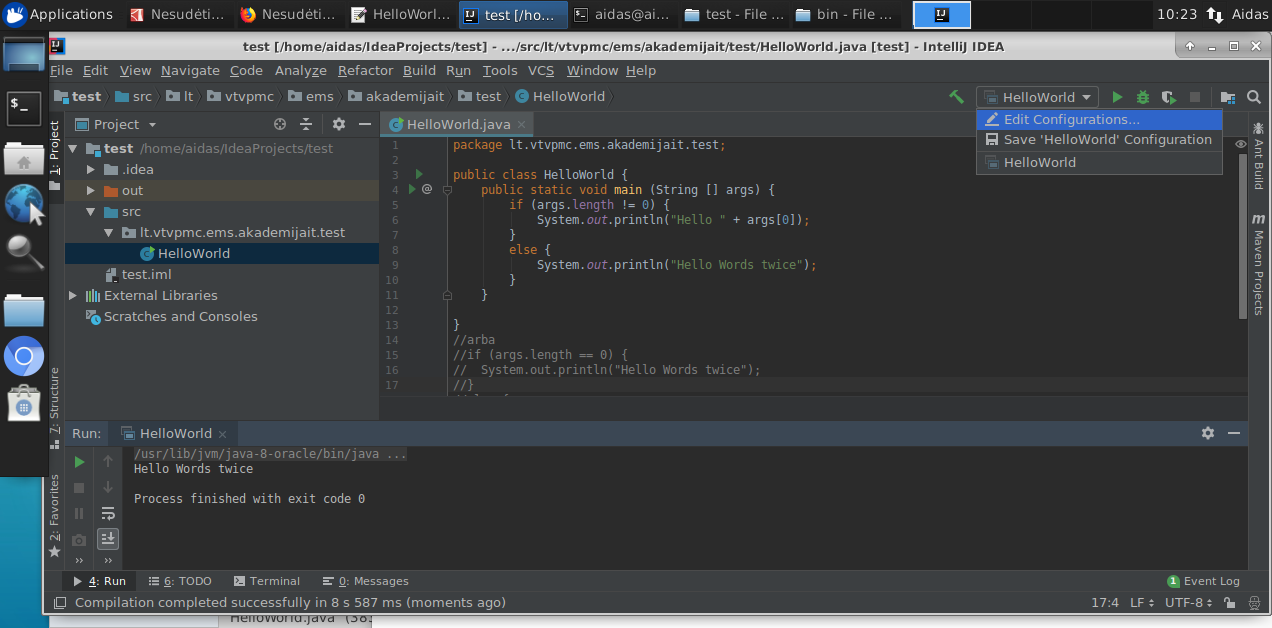 Applications Nesudėti... Nesudėti... HelloWorl... test [/ho... aidas@ai... test - File ... bin - File ... 10:23 Aidas
test [/home/aidas/IdeaProjects/test] - .../src/lt/vtvpmc/ems/akademijait/test/HelloWorld.java [test] - IntelliJ IDEA
File Edit View Navigate Code Analyze Refactor Build Run Tools VCS Window Help
test src lt vtvpmc ems akademijait test HelloWorld HelloWorld
Edit Configurations...
Save 'HelloWorld' Configuration
HelloWorld
1: Project
Project
test /home/aidas/IdeaProjects/test
.idea
out
src
lt.vtvpmc.ems.akademijait.test
HelloWorld
test.iml
External Libraries
Scratches and Consoles
HelloWorld.java
1 package lt.vtvpmc.ems.akademijait.test;
2
3 public class HelloWorld {
4 @ public static void main (String [] args) {
5 if (args.length != 0) {
6 System.out.println("Hello " + args[0]);
7 }
8 else {
9 System.out.println("Hello Words twice");
10 }
11 }
12
13 }
14 //arba
15 //if (args.length == 0) {
16 // System.out.println("Hello Words twice");
17 //}
Ant Build
m Maven Projects
7: Structure
2: Favorites
Run: HelloWorld
/usr/lib/jvm/java-8-oracle/bin/java ...
Hello Words twice
Process finished with exit code 0
4: Run 6: TODO Terminal 0: Messages 1 Event Log
Compilation completed successfully in 8 s 587 ms (moments ago) 17:4 LF UTF-8
HelloWorld.java (383